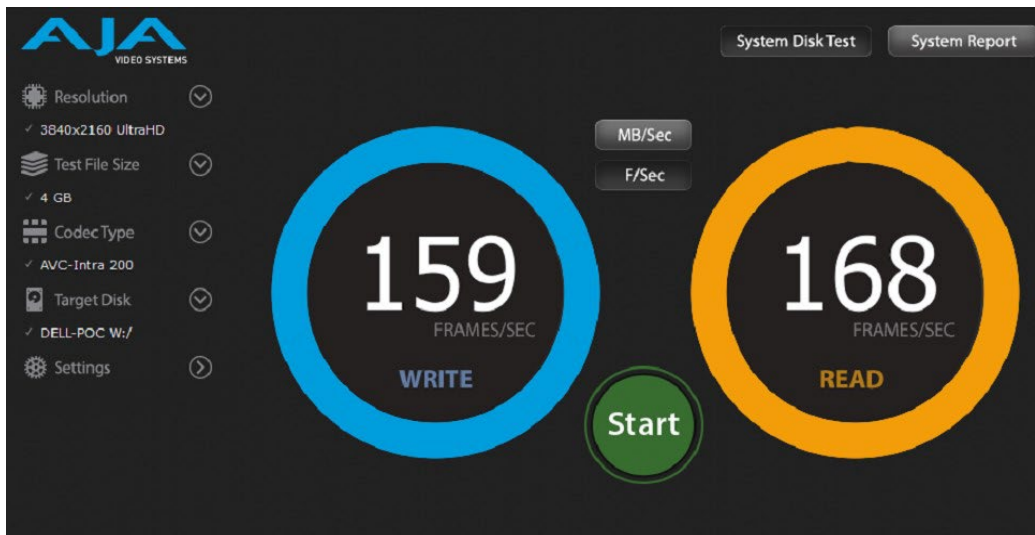 AJA
VIDEO SYSTEMS
System Disk Test
System Report
Resolution
✓ 3840x2160 UltraHD
Test File Size
✓ 4 GB
Codec Type
✓ AVC-Intra 200
Target Disk
✓ DELL-POC W:/
Settings
MB/Sec
F/Sec
159
FRAMES/SEC
WRITE
168
FRAMES/SEC
READ
Start